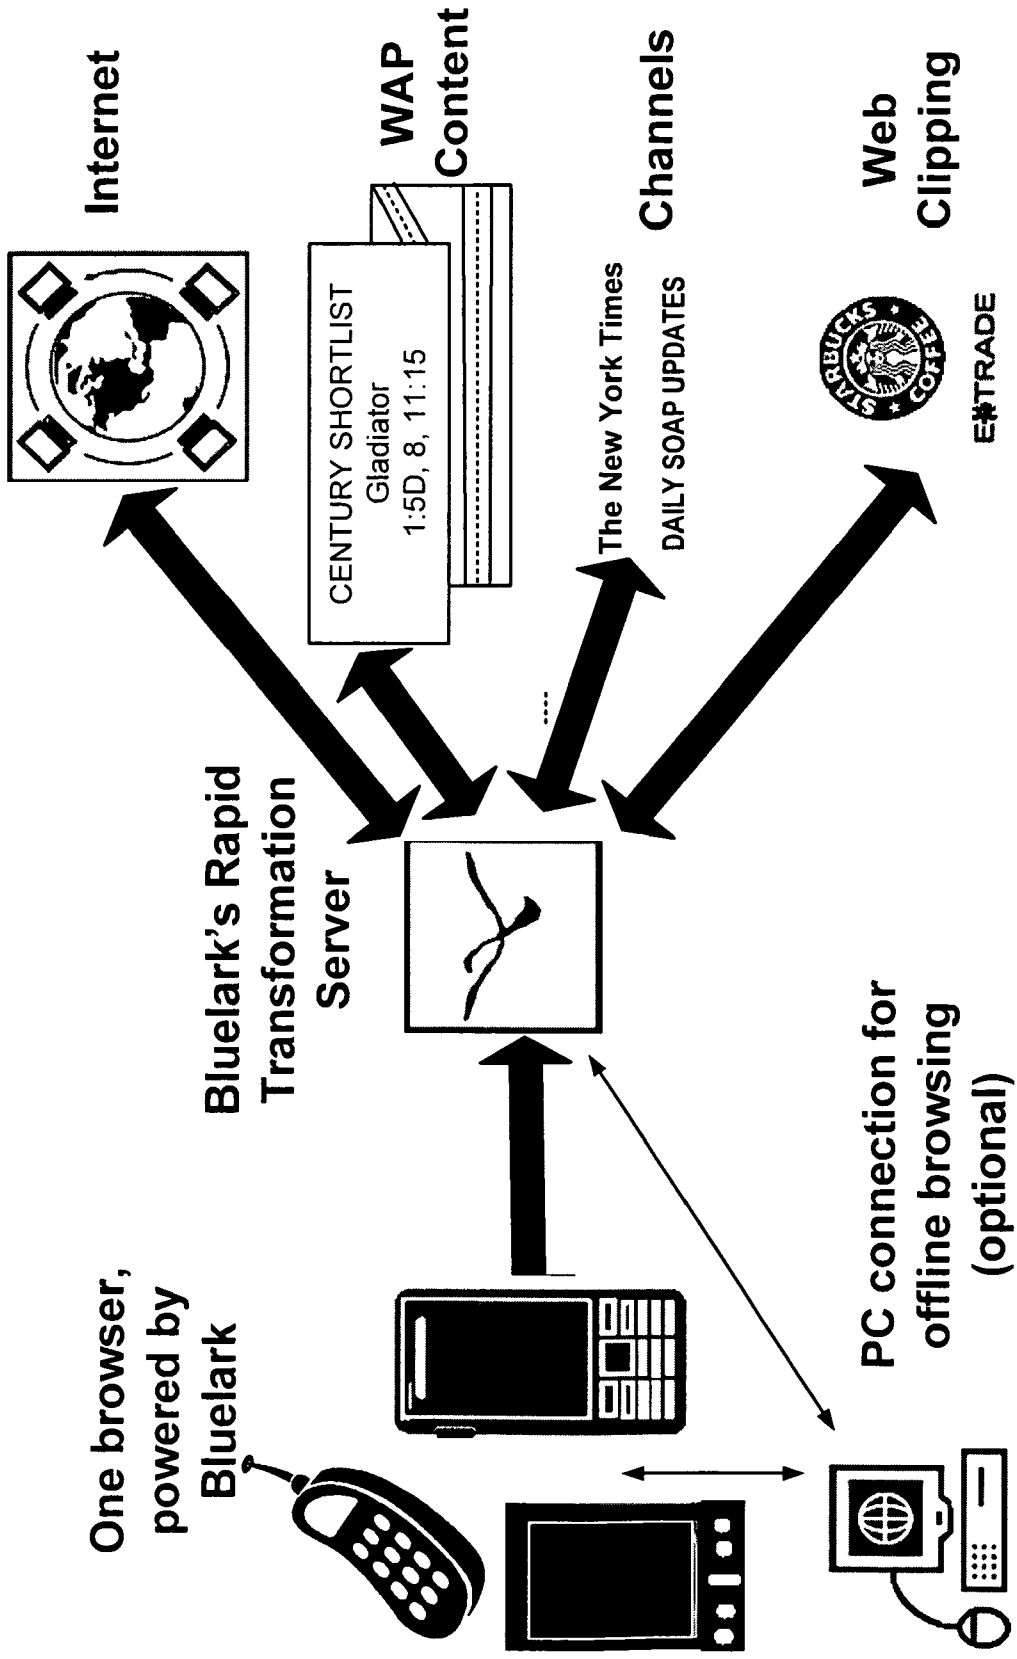 One browser,
powered by
Bluelark
Bluelark's Rapid
Transformation
Server
Internet
CENTURY SHORTLIST
Gladiator
1:5D, 8, 11:15
WAP
Content
The New York Times
DAILY SOAP UPDATES
Channels
STARBUCKS COFFEE
E*TRADE
Web
Clipping
PC connection for
offline browsing
(optional)